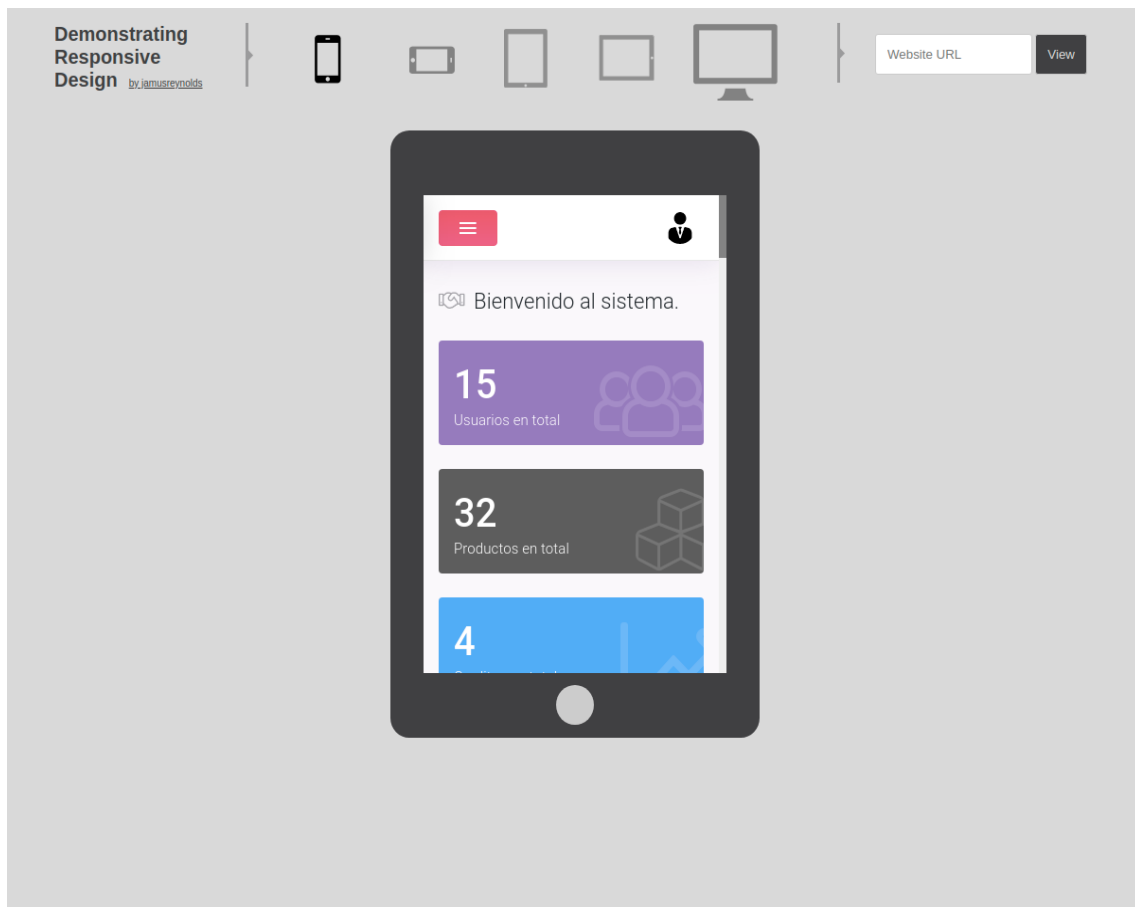 Demonstrating
Responsive
Design by jamusreynolds
Website URL
View
Bienvenido al sistema.
15
Usuarios en total
32
Productos en total
4